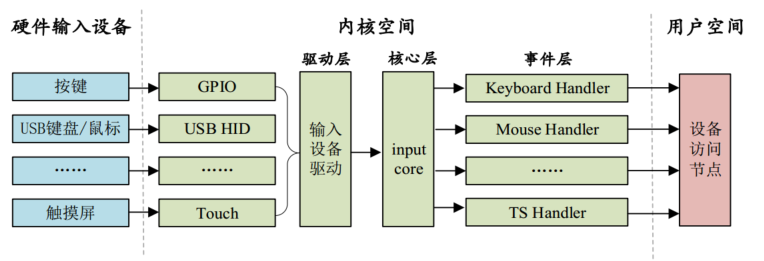 硬件输入设备
内核空间
用户空间
驱动层
核心层
事件层
按键
GPIO
Keyboard Handler
USB键盘/鼠标
USB HID
输入
设备
驱动
input
core
Mouse Handler
设备
访问
节点
……
……
……
触摸屏
Touch
TS Handler